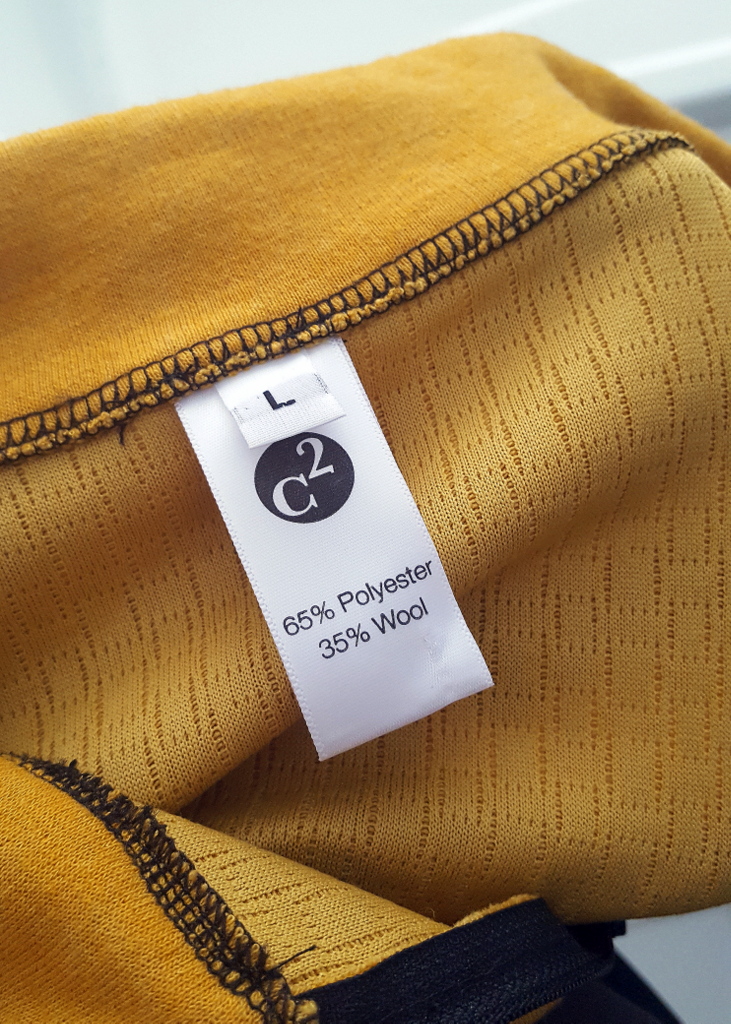 L
C2
65% Polyester
35% Wool